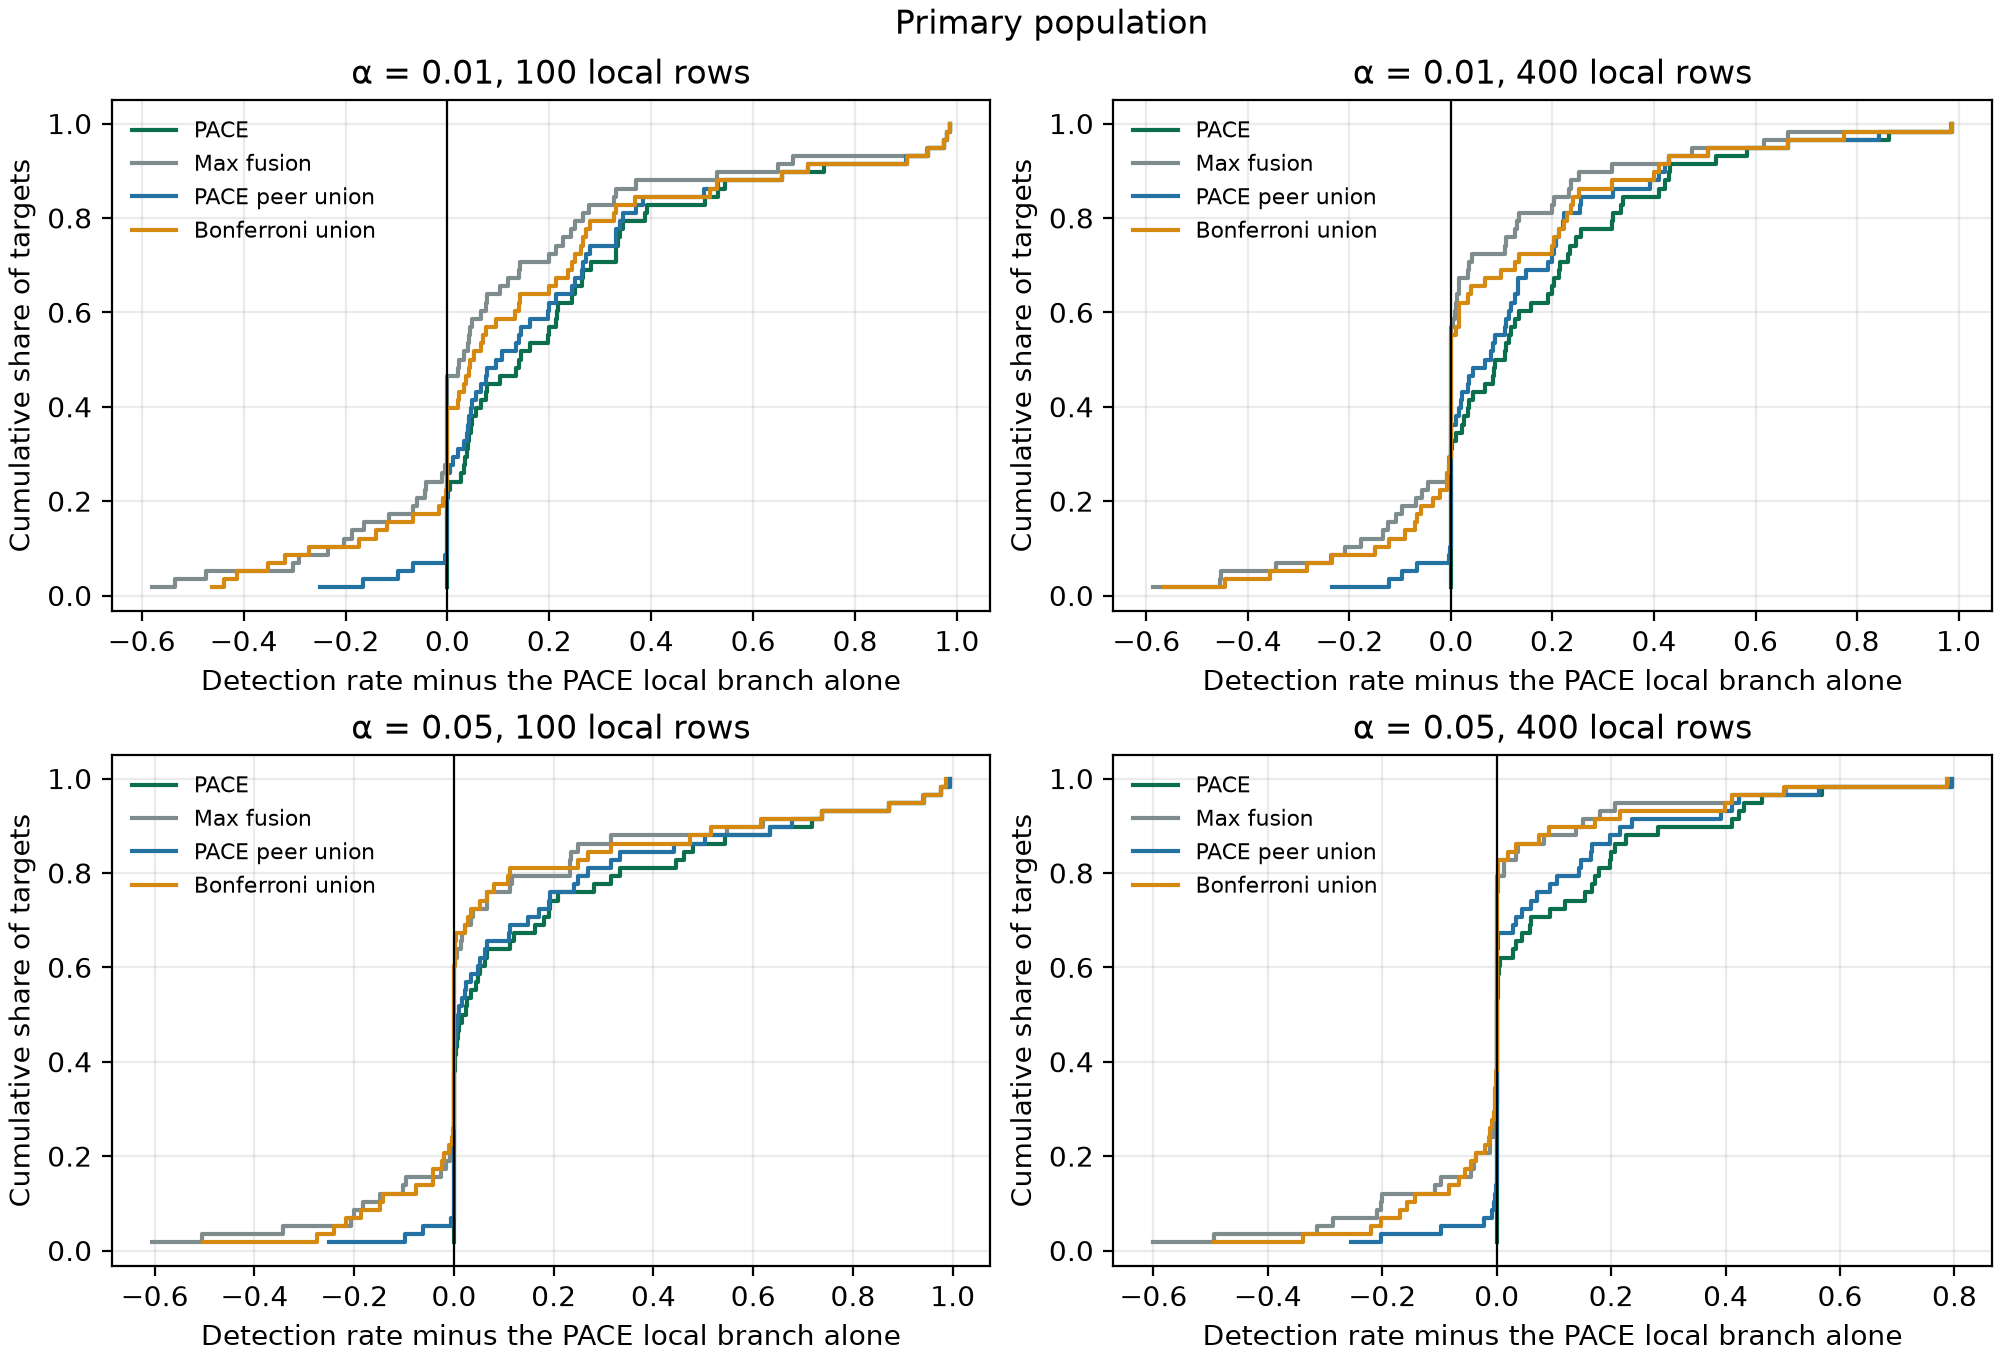 Primary population
α = 0.01, 100 local rows
1.0
0.8
0.6
0.4
0.2
0.0
Cumulative share of targets
PACE
Max fusion
PACE peer union
Bonferroni union
−0.6 −0.4 −0.2 0.0 0.2 0.4 0.6 0.8 1.0
Detection rate minus the PACE local branch alone
α = 0.01, 400 local rows
1.0
0.8
0.6
0.4
0.2
0.0
Cumulative share of targets
PACE
Max fusion
PACE peer union
Bonferroni union
−0.6 −0.4 −0.2 0.0 0.2 0.4 0.6 0.8 1.0
Detection rate minus the PACE local branch alone
α = 0.05, 100 local rows
1.0
0.8
0.6
0.4
0.2
0.0
Cumulative share of targets
PACE
Max fusion
PACE peer union
Bonferroni union
−0.6 −0.4 −0.2 0.0 0.2 0.4 0.6 0.8 1.0
Detection rate minus the PACE local branch alone
α = 0.05, 400 local rows
1.0
0.8
0.6
0.4
0.2
0.0
Cumulative share of targets
PACE
Max fusion
PACE peer union
Bonferroni union
−0.6 −0.4 −0.2 0.0 0.2 0.4 0.6 0.8
Detection rate minus the PACE local branch alone